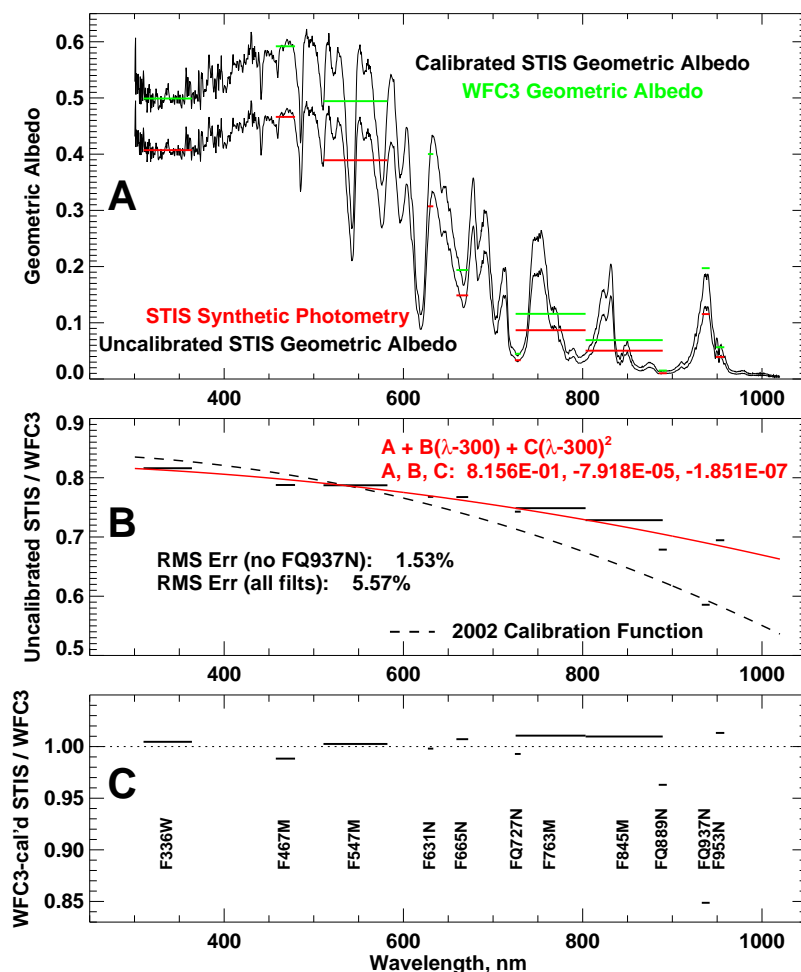 0.6
0.5
0.4
0.3
0.2
0.1
0.0
Geometric Albedo
Calibrated STIS Geometric Albedo
WFC3 Geometric Albedo
A
STIS Synthetic Photometry
Uncalibrated STIS Geometric Albedo
400 600 800 1000
0.9
0.8
0.7
0.6
0.5
Uncalibrated STIS / WFC3
A + B(λ-300) + C(λ-300)²
A, B, C: 8.156E-01, -7.918E-05, -1.851E-07
B
RMS Err (no FQ937N): 1.53%
RMS Err (all filts): 5.57%
2002 Calibration Function
400 600 800 1000
1.00
0.95
0.90
0.85
WFC3-cal'd STIS / WFC3
C
F336W
F467M
F547M
F631N
F665N
FQ727N
F763M
F845M
FQ889N
FQ937N
F953N
400 600 800 1000
Wavelength, nm